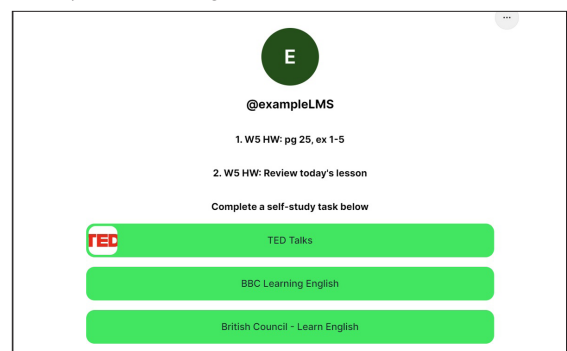 E
@exampleLMS
1. W5 HW: pg 25, ex 1-5
2. W5 HW: Review today's lesson
Complete a self-study task below
TED
TED Talks
BBC Learning English
British Council - Learn English